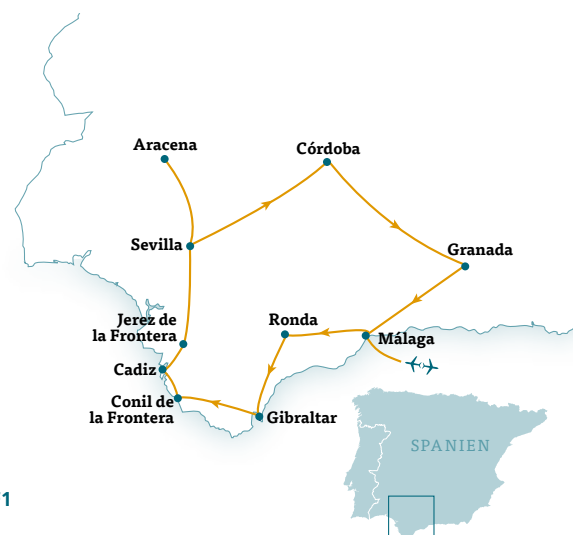 Aracena
Córdoba
Sevilla
Granada
Jerez de
la Frontera
Ronda
Málaga
Cadiz
Conil de
la Frontera
Gibraltar
SPANIEN
1